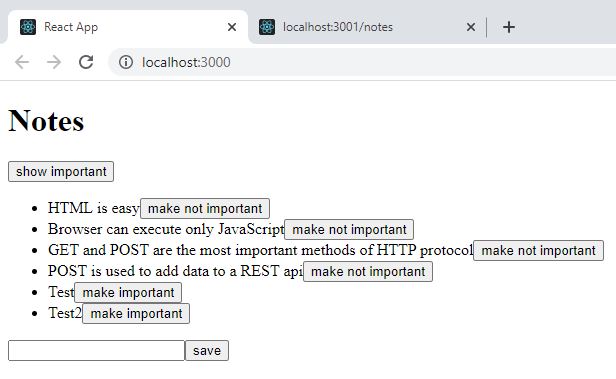 React App
localhost:3001/notes
localhost:3000
Notes
show important
HTML is easy make not important
Browser can execute only JavaScript make not important
GET and POST are the most important methods of HTTP protocol make not important
POST is used to add data to a REST api make not important
Test make important
Test2 make important
save